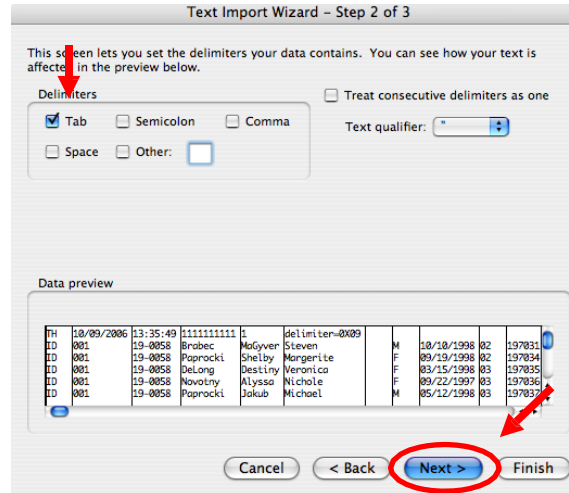 Text Import Wizard – Step 2 of 3
This screen lets you set the delimiters your data contains. You can see how your text is
affected in the preview below.
Delimiters
Treat consecutive delimiters as one
Tab Semicolon Comma
Text qualifier: "
Space Other:
Data preview
TH 10/09/2006 13:35:49 1111111111 1 delimiter=0X09
ID 001 19-0058 Brabec MaGyver Steven M 10/10/1998 02 197031
ID 001 19-0058 Paprocki Shelby Margerite F 09/19/1998 02 197034
ID 001 19-0058 DeLong Destiny Veronica F 03/15/1998 03 197035
ID 001 19-0058 Novotny Alyssa Nichole F 09/22/1997 03 197036
ID 001 19-0058 Paprocki Jakub Michael M 05/12/1998 03 197037
Cancel < Back Next > Finish